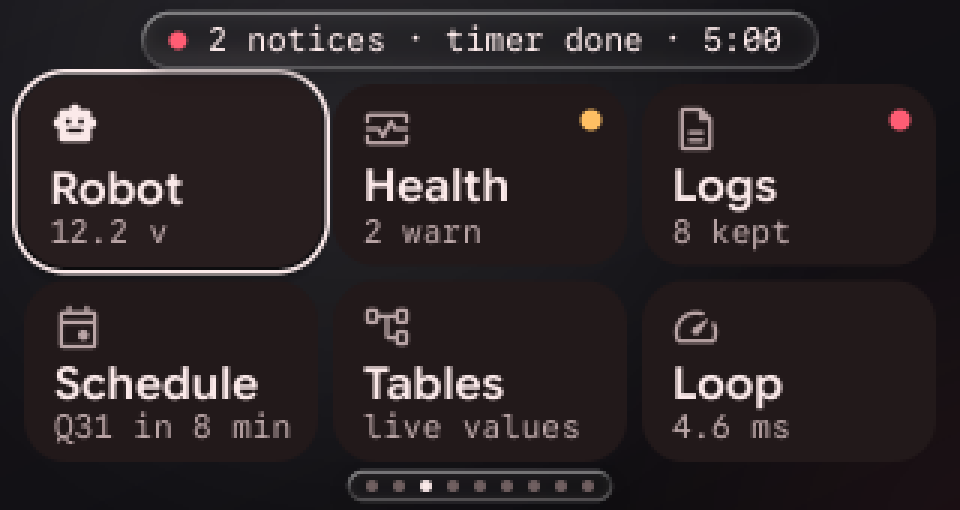 2 notices · timer done · 5:00
Robot
12.2 v
Health
2 warn
Logs
8 kept
Schedule
Q31 in 8 min
Tables
live values
Loop
4.6 ms